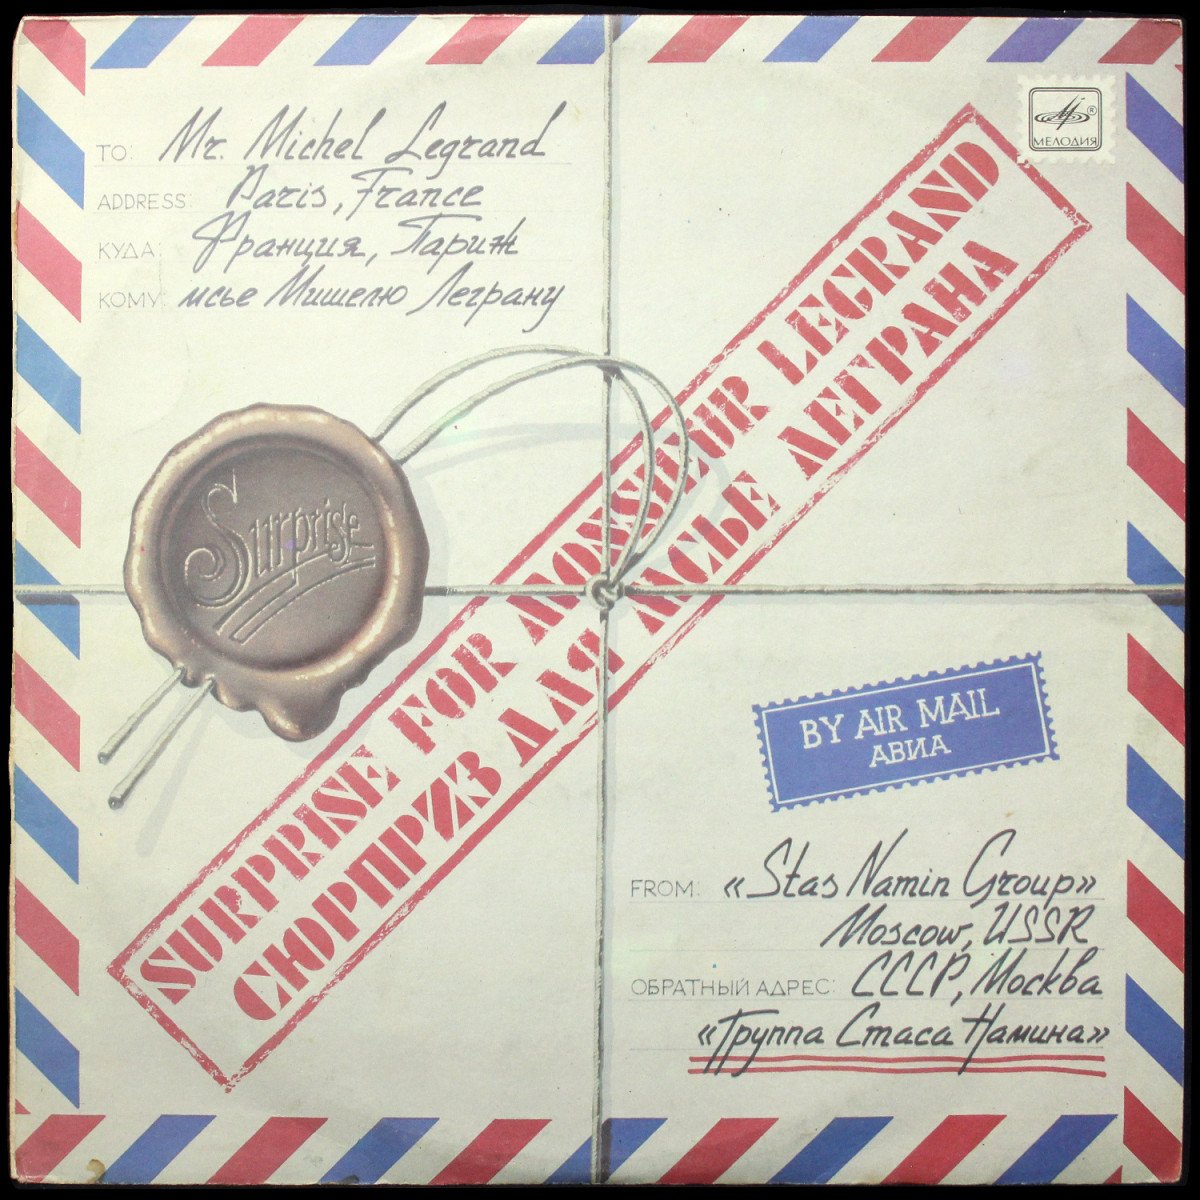 TO: Mr. Michel Legrand
ADDRESS: Paris, France
КУДА: Франция, Париж
КОМУ: мсье Мишелю Леграну
МЕЛОДИЯ
®
SURPRISE FOR MONSIEUR LEGRAND
СЮРПРИЗ ДЛЯ МСЬЕ ЛЕГРАНА
Surprise
BY AIR MAIL
АВИА
FROM: «Stas Namin Group»
Moscow, USSR
ОБРАТНЫЙ АДРЕС: СССР, Москва
«Группа Стаса Намина»